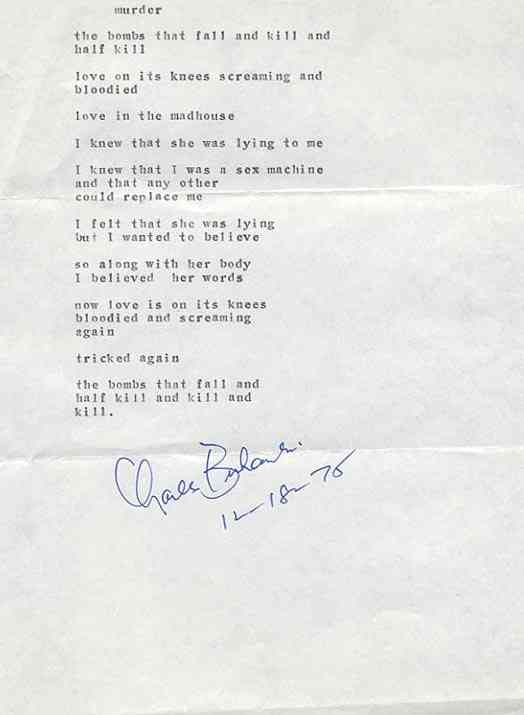 murder
the bombs that fall and kill and
half kill
love on its knees screaming and
bloodied
love in the madhouse
I knew that she was lying to me
I knew that I was a sex machine
and that any other
could replace me
I felt that she was lying
but I wanted to believe
so along with her body
I believed her words
now love is on its knees
bloodied and screaming
again
tricked again
the bombs that fall and
half kill and kill and
kill.
Charles Bukowski
12-18-75